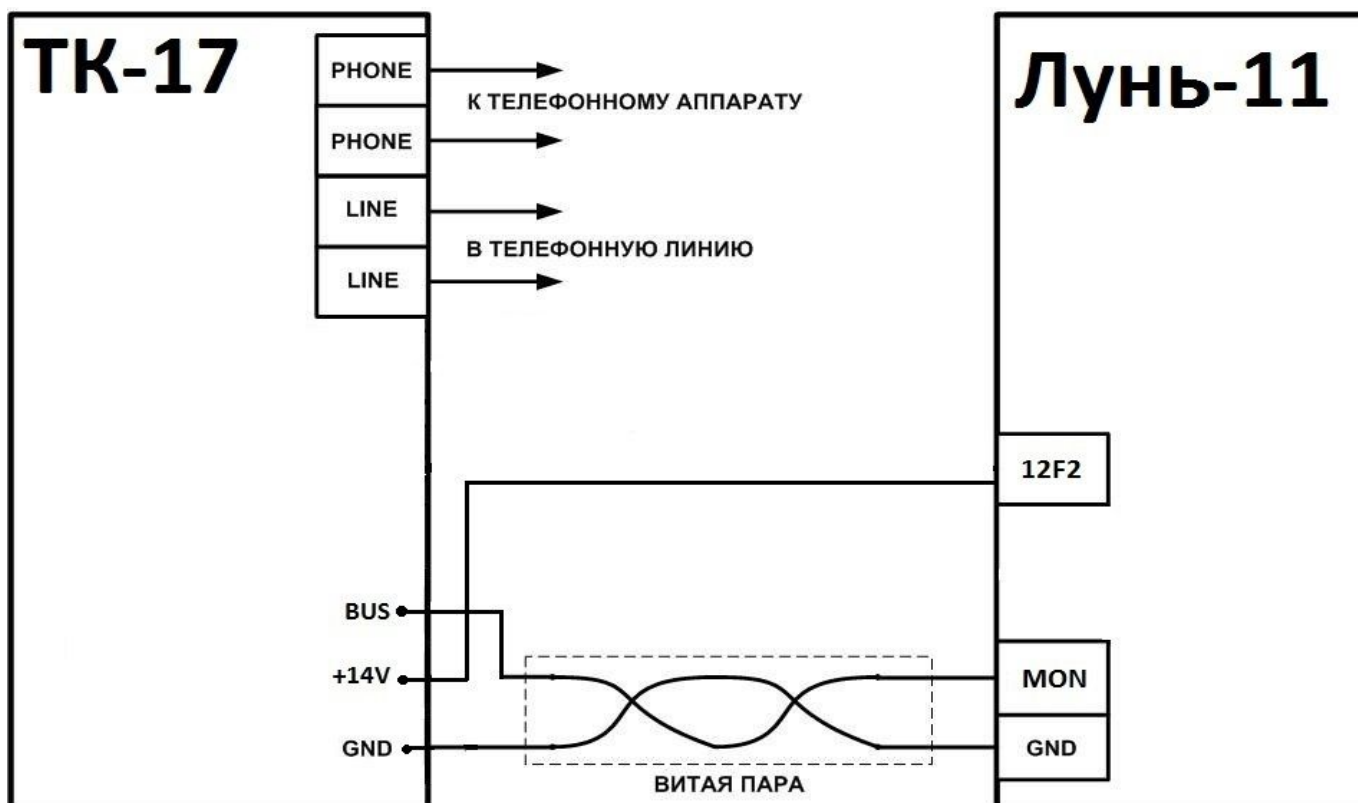 ТК-17
Лунь-11
PHONE
К ТЕЛЕФОННОМУ АППАРАТУ
PHONE
LINE
В ТЕЛЕФОННУЮ ЛИНИЮ
LINE
12F2
BUS
+14V
MON
GND
GND
ВИТАЯ ПАРА